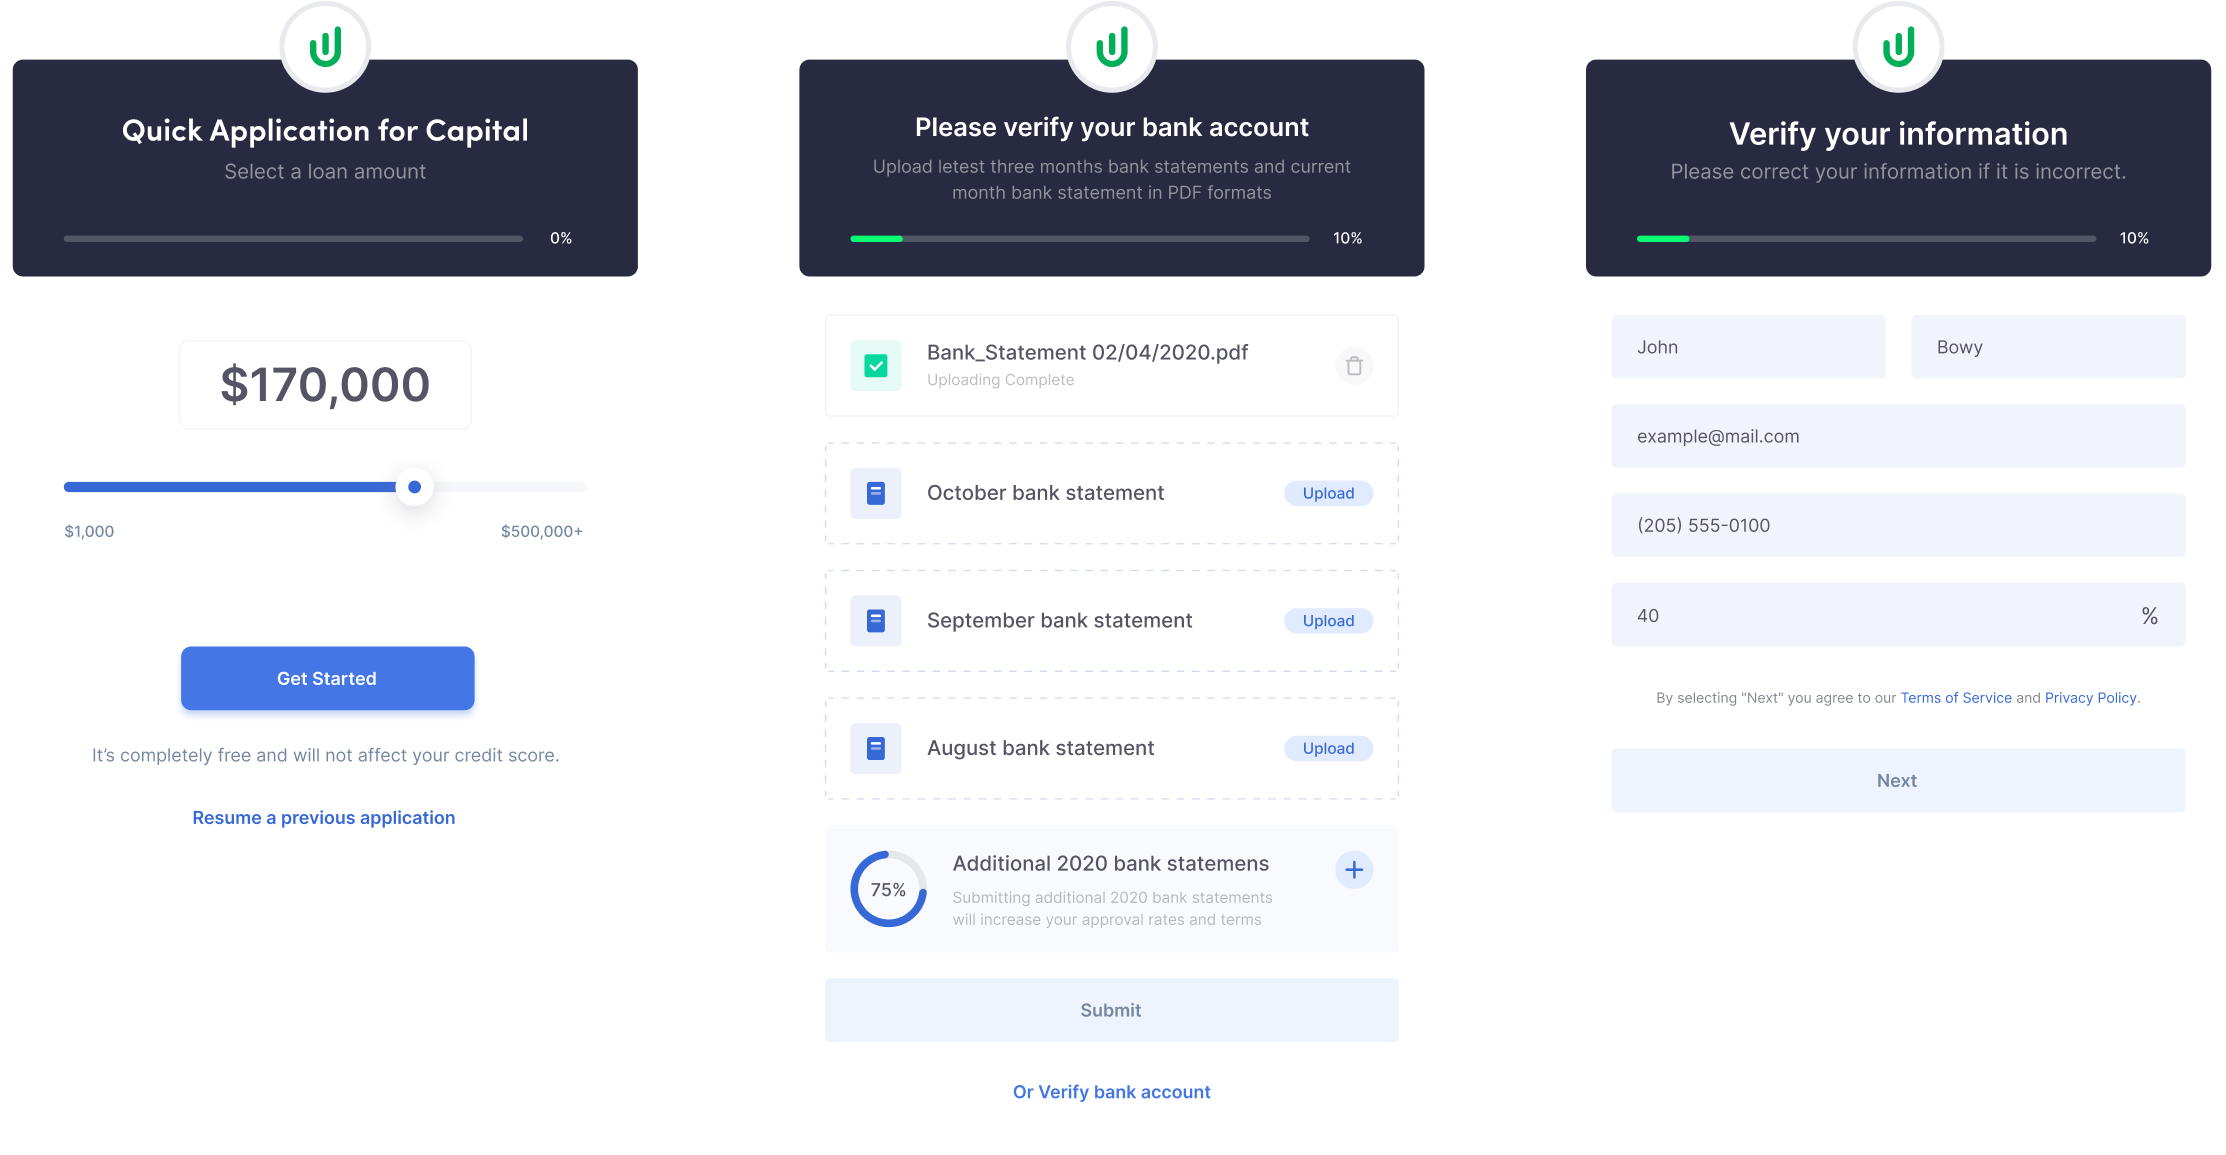 Quick Application for Capital
Select a loan amount
0%
$170,000
$1,000
$500,000+
Get Started
It’s completely free and will not affect your credit score.
Resume a previous application
Please verify your bank account
Upload letest three months bank statements and current
month bank statement in PDF formats
10%
Bank_Statement 02/04/2020.pdf
Uploading Complete
October bank statement
Upload
September bank statement
Upload
August bank statement
Upload
75%
Additional 2020 bank statemens
Submitting additional 2020 bank statements
will increase your approval rates and terms
Submit
Or Verify bank account
Verify your information
Please correct your information if it is incorrect.
10%
John
Bowy
example@mail.com
(205) 555-0100
40
%
By selecting "Next" you agree to our Terms of Service and Privacy Policy.
Next